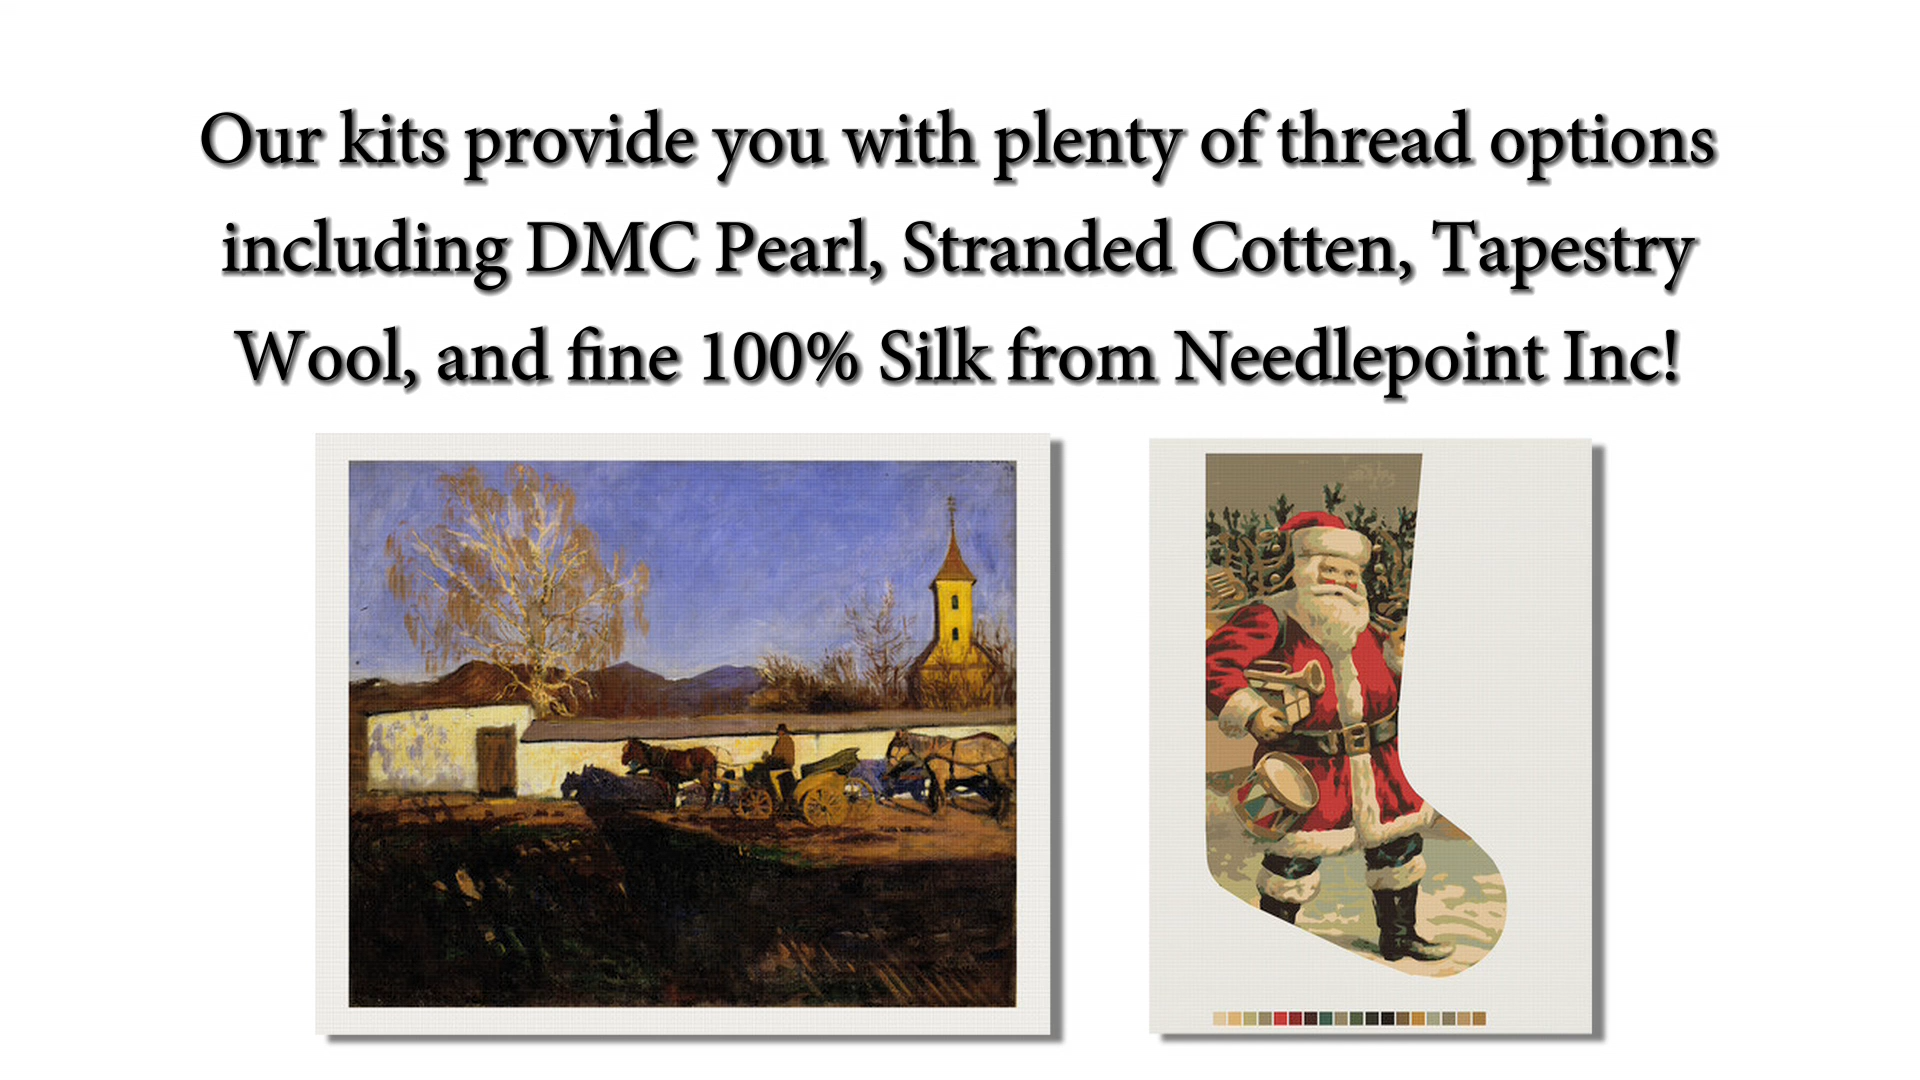 Our kits provide you with plenty of thread options
including DMC Pearl, Stranded Cotten, Tapestry
Wool, and fine 100% Silk from Needlepoint Inc!